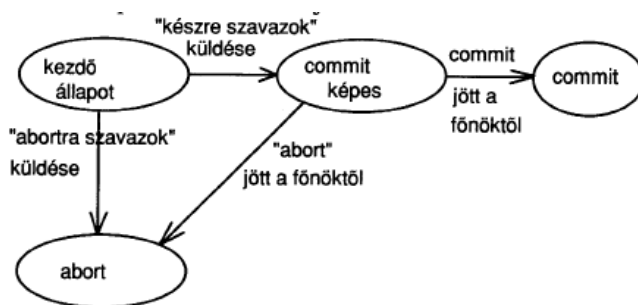 "készre szavazok"
küldése
kezdő
állapot
commit
képes
commit
jött a
főnöktől
commit
"abortra szavazok"
küldése
"abort"
jött a főnöktől
abort